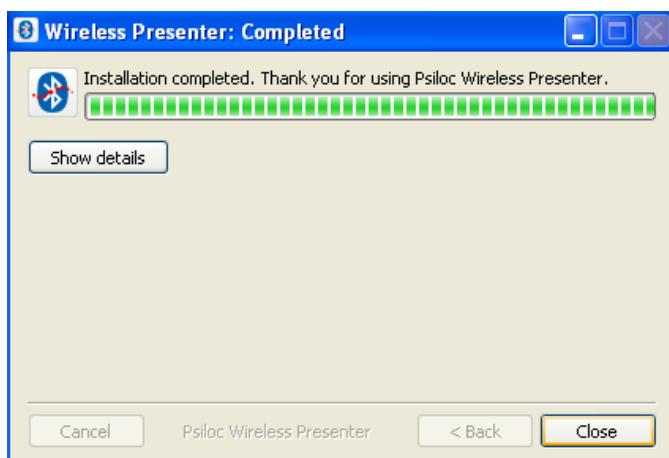 Wireless Presenter: Completed
Installation completed. Thank you for using Psiloc Wireless Presenter.
Show details
Cancel Psiloc Wireless Presenter < Back Close